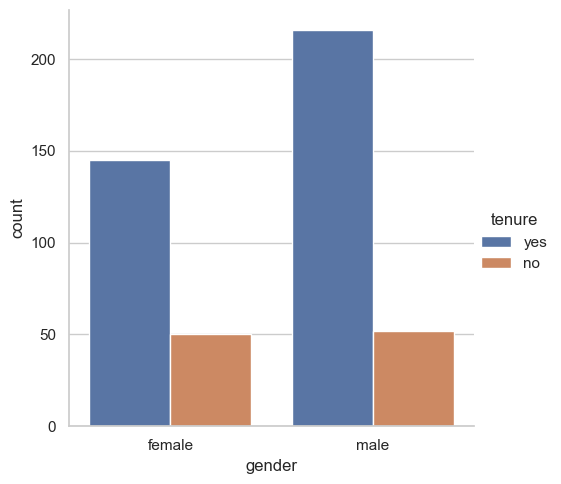 200
150
100
50
0
count
female
male
gender
tenure
yes
no